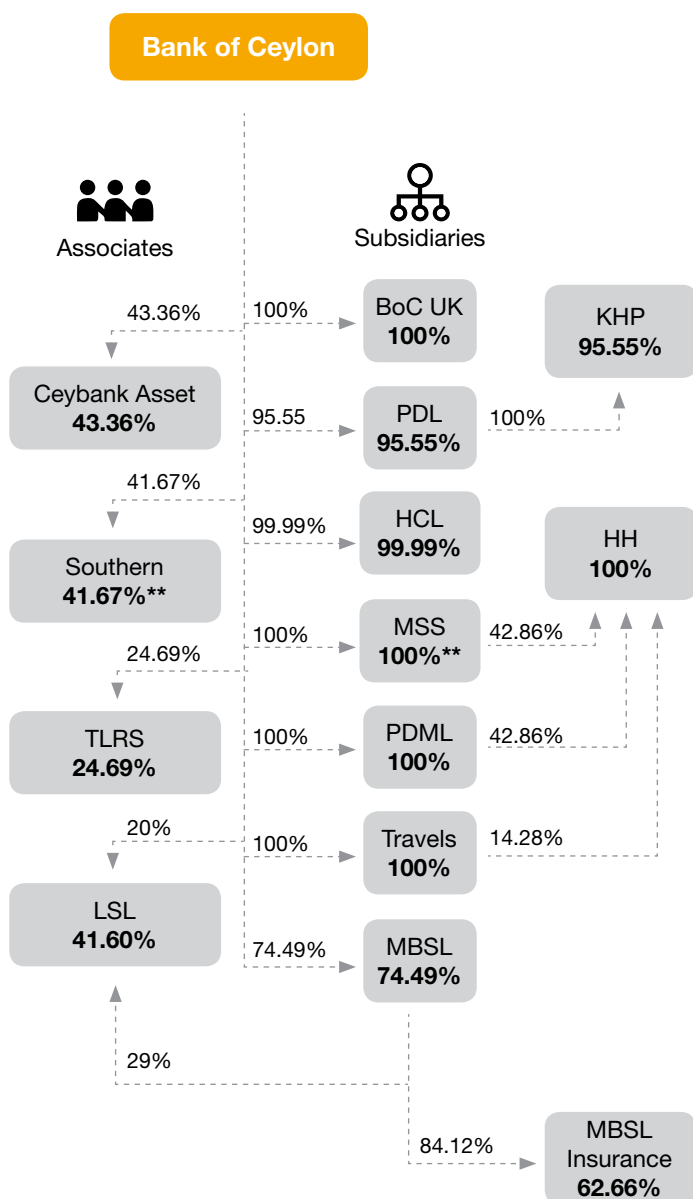 Bank of Ceylon
Associates
Subsidiaries
43.36%
100%
BoC UK
100%
KHP
95.55%
Ceybank Asset
43.36%
95.55
PDL
95.55%
100%
41.67%
99.99%
HCL
99.99%
HH
100%
Southern
41.67%**
24.69%
100%
MSS
100%**
42.86%
TLRS
24.69%
100%
PDML
100%
42.86%
20%
100%
Travels
100%
14.28%
LSL
41.60%
74.49%
MBSL
74.49%
29%
84.12%
MBSL
Insurance
62.66%